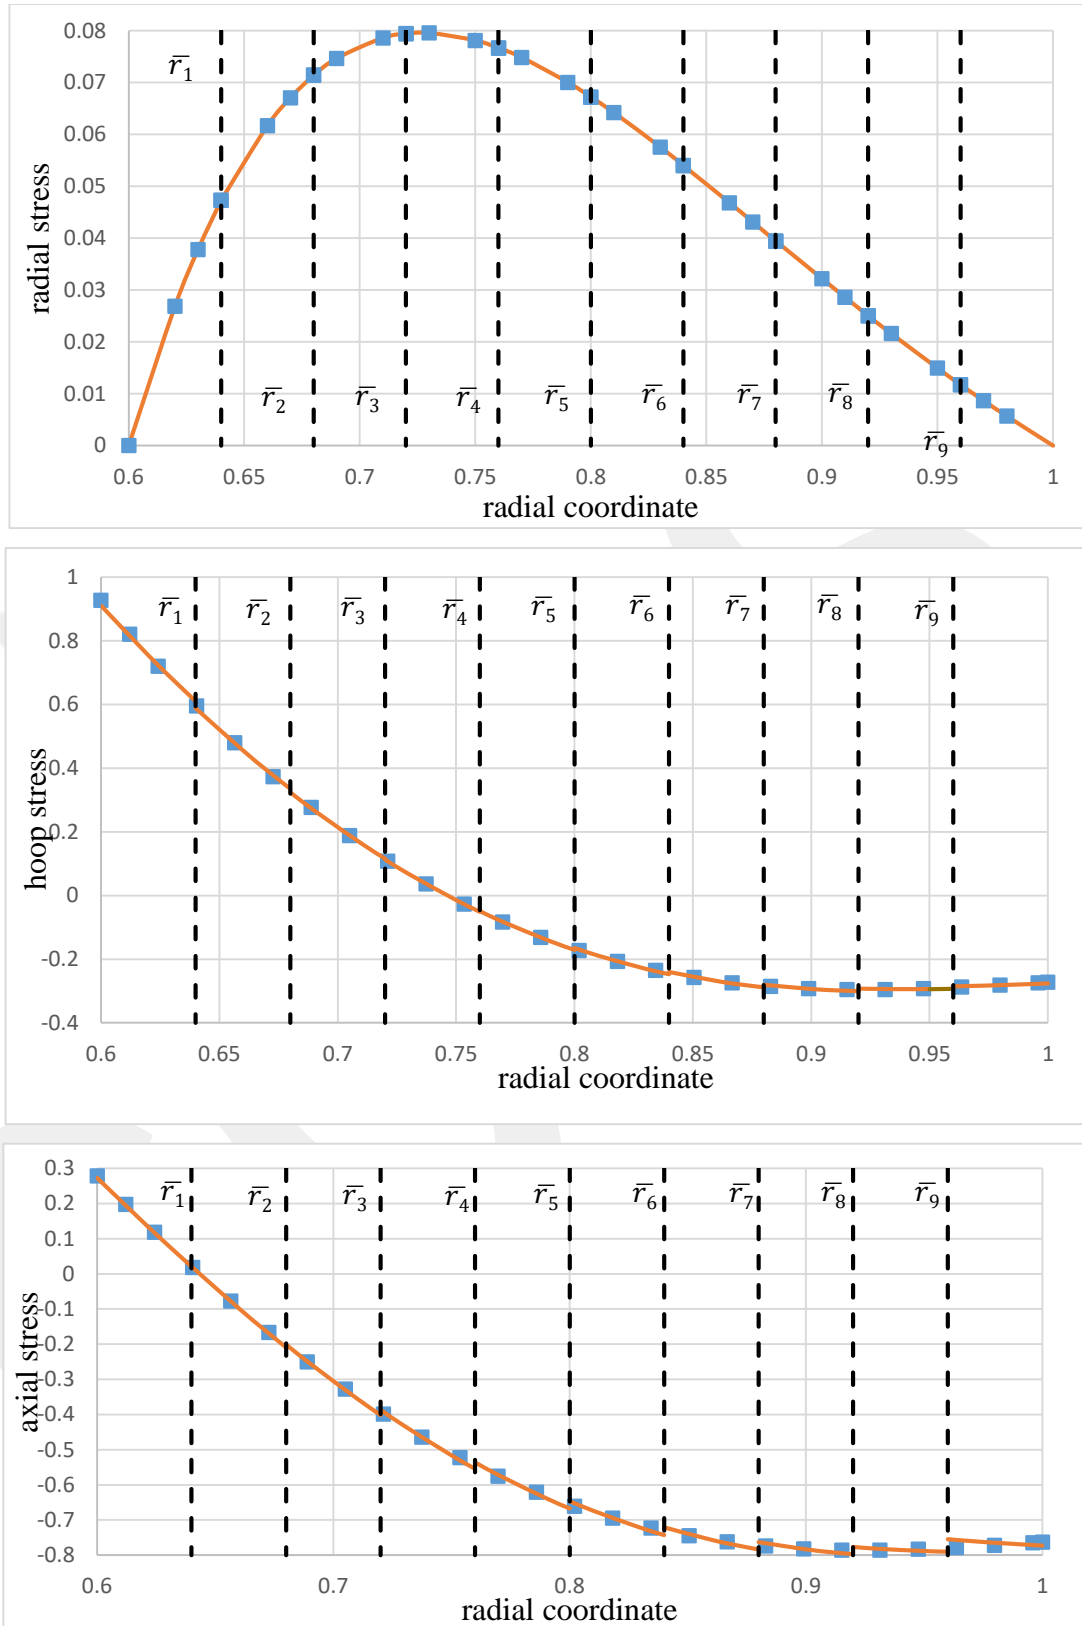 0.08
0.07
0.06
0.05
0.04
0.03
0.02
0.01
0
radial stress
r̅₁
r̅₂ r̅₃ r̅₄ r̅₅ r̅₆ r̅₇ r̅₈
r̅₉
0.6 0.65 0.7 0.75 0.8 0.85 0.9 0.95 1
radial coordinate
1
0.8
0.6
0.4
0.2
0
-0.2
-0.4
hoop stress
r̅₁ r̅₂ r̅₃ r̅₄ r̅₅ r̅₆ r̅₇ r̅₈ r̅₉
0.6 0.65 0.7 0.75 0.8 0.85 0.9 0.95 1
radial coordinate
0.3
0.2
0.1
0
-0.1
-0.2
-0.3
-0.4
-0.5
-0.6
-0.7
-0.8
axial stress
r̅₁ r̅₂ r̅₃ r̅₄ r̅₅ r̅₆ r̅₇ r̅₈ r̅₉
0.6 0.7 0.8 0.9 1
radial coordinate